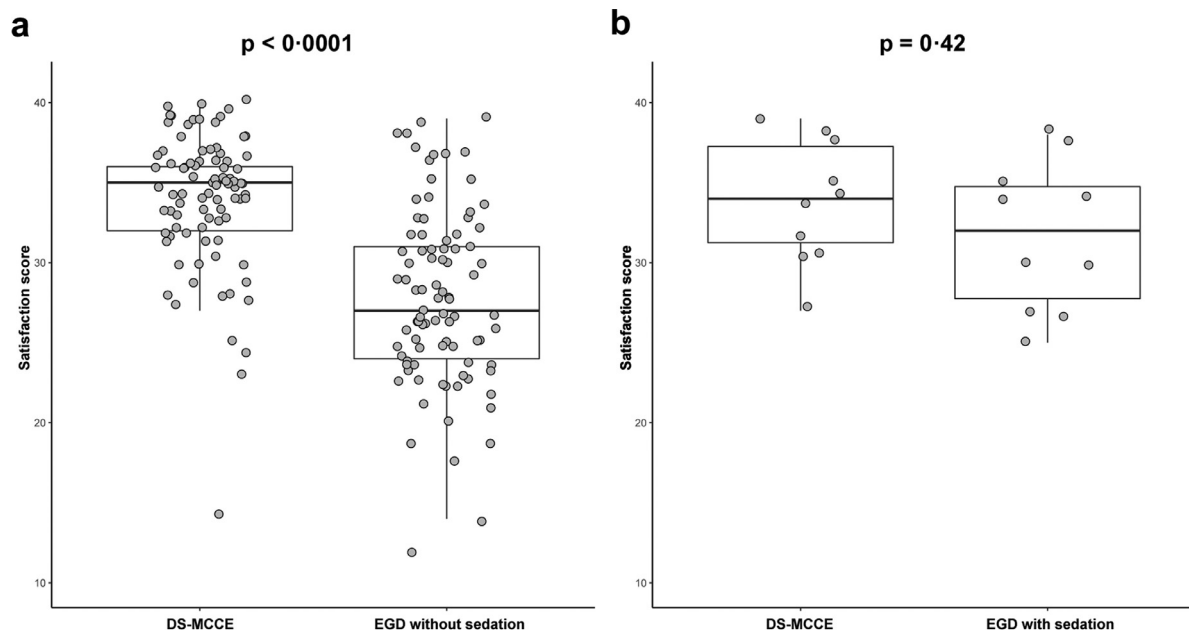 a
p < 0·0001
Satisfaction score
40
30
20
10
DS-MCCE
EGD without sedation
b
p = 0·42
Satisfaction score
40
30
20
10
DS-MCCE
EGD with sedation